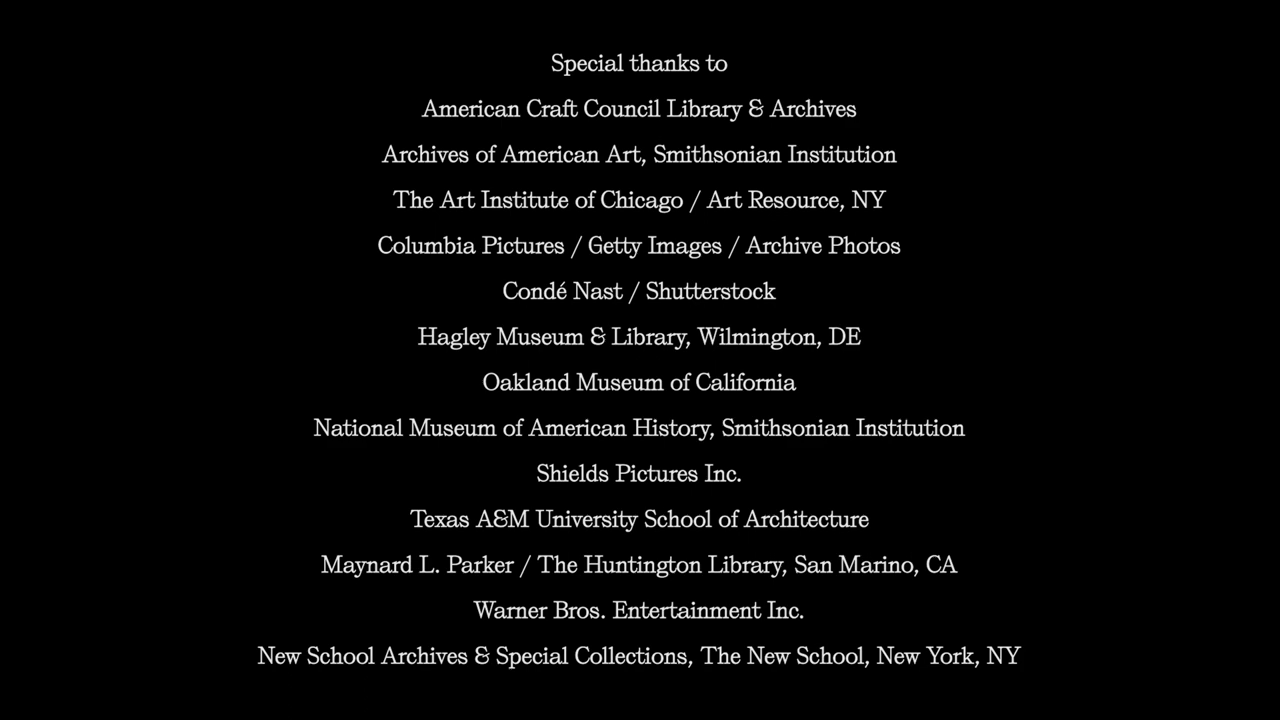 Special thanks to
American Craft Council Library & Archives
Archives of American Art, Smithsonian Institution
The Art Institute of Chicago / Art Resource, NY
Columbia Pictures / Getty Images / Archive Photos
Condé Nast / Shutterstock
Hagley Museum & Library, Wilmington, DE
Oakland Museum of California
National Museum of American History, Smithsonian Institution
Shields Pictures Inc.
Texas A&M University School of Architecture
Maynard L. Parker / The Huntington Library, San Marino, CA
Warner Bros. Entertainment Inc.
New School Archives & Special Collections, The New School, New York, NY